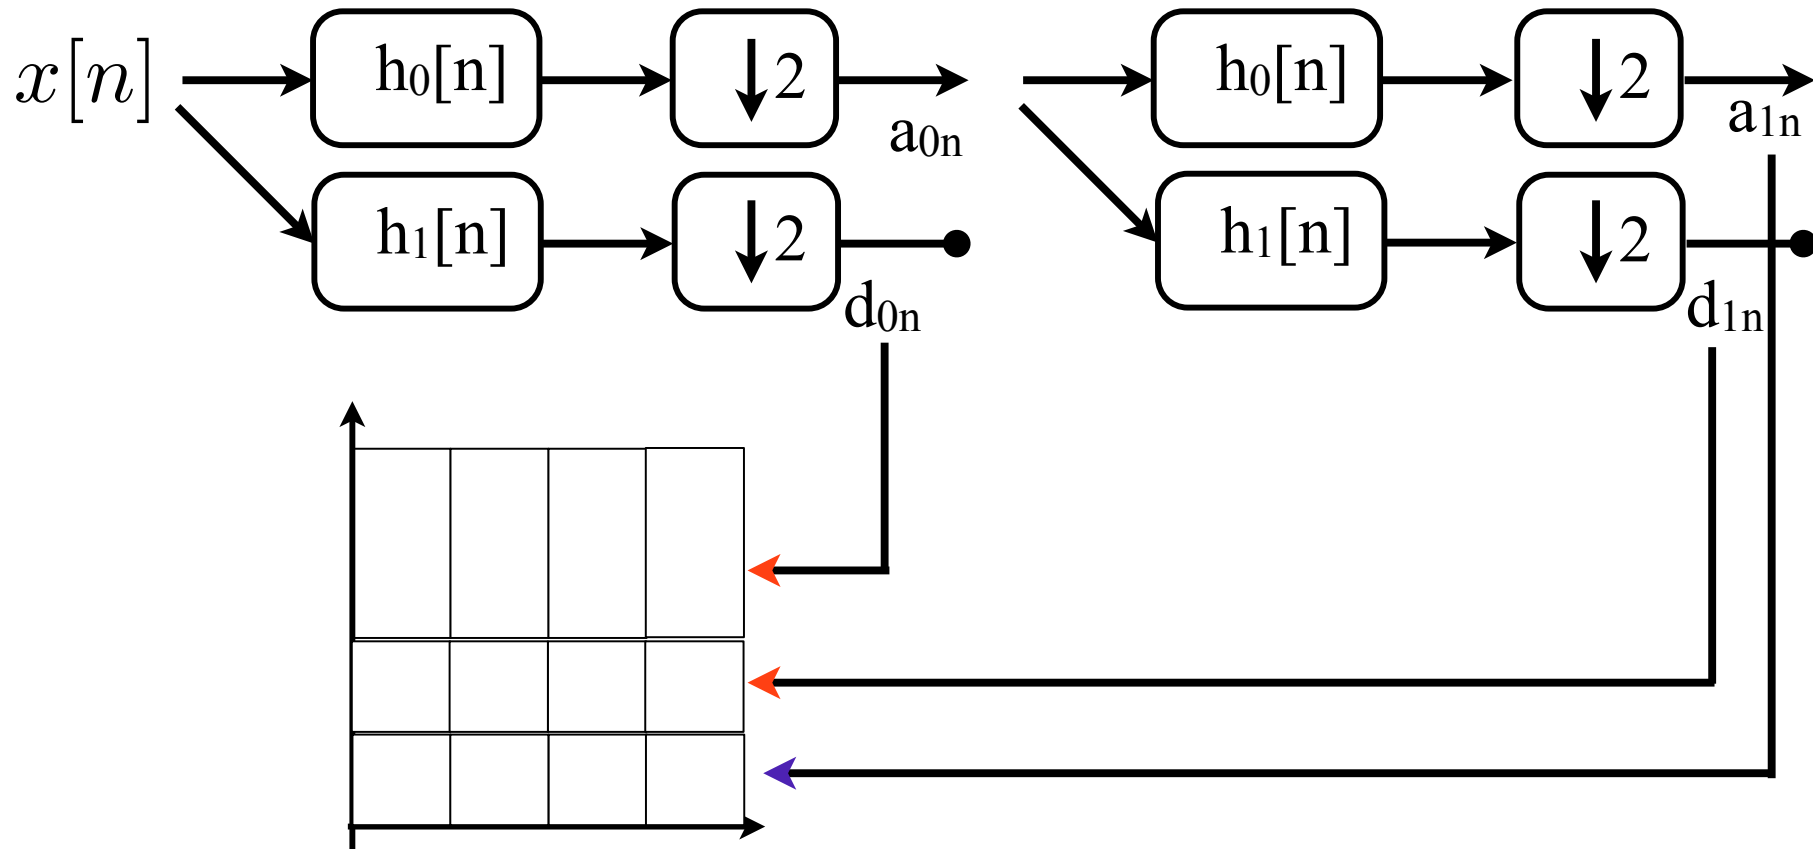 x[n] h₀[n] ↓2 a₀ₙ h₀[n] ↓2 a₁ₙ
h₁[n] ↓2 d₀ₙ h₁[n] ↓2 d₁ₙ